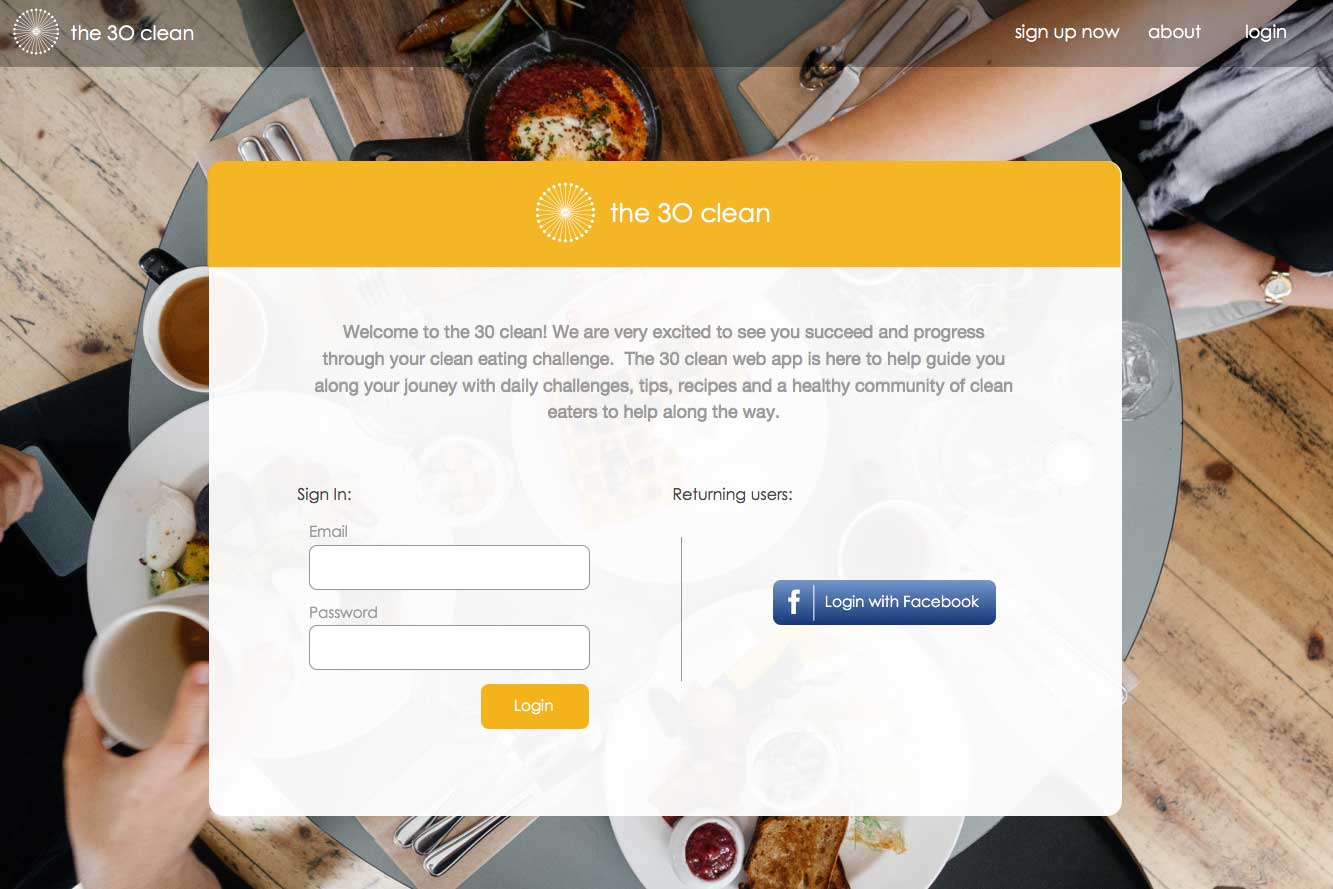 the 30 clean
sign up now
about
login
the 30 clean
Welcome to the 30 clean! We are very excited to see you succeed and progress
through your clean eating challenge.  The 30 clean web app is here to help guide you
along your jouney with daily challenges, tips, recipes and a healthy community of clean
eaters to help along the way.
Sign In:
Returning users:
Email
Login with Facebook
Password
Login